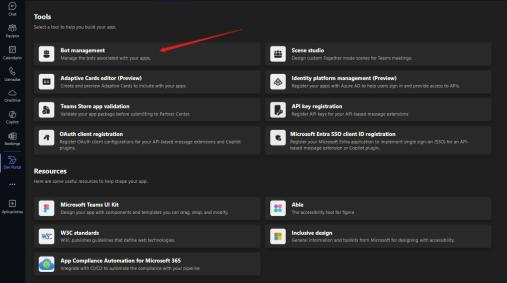 Chat
Equipos
Calendario
Llamadas
OneDrive
Copilot
Bookings
Dev Portal
Aplicaciones
Tools
Select a tool to help you build your app.
Bot management
Manage the bots associated with your apps.
Scene studio
Design custom Together mode scenes for Teams meetings.
Adaptive Cards editor (Preview)
Create and preview Adaptive Cards to include with your apps.
Identity platform management (Preview)
Register your apps with Azure AD to help users sign in and provide access to APIs.
Teams Store app validation
Validate your app package before submitting to Partner Center.
API key registration
Register API keys for your API-based message extensions
OAuth client registration
Register OAuth client configurations for your API-based message extensions and Copilot
plugins.
Microsoft Entra SSO client ID registration
Register your Microsoft Entra application to implement single sign-on (SSO) for an API-
based message extension or Copilot plugin.
Resources
Here are some useful resources to help shape your app.
Microsoft Teams UI Kit
Design your app with components and templates you can drag, drop, and modify.
Able
The accessibility tool for Figma
W3C
W3C standards
W3C publishes guidelines that define web technologies.
Inclusive design
General information and toolkits from Microsoft for designing with accessibility.
App Compliance Automation for Microsoft 365
Integrate with CI/CD to automate the compliance with your pipeline